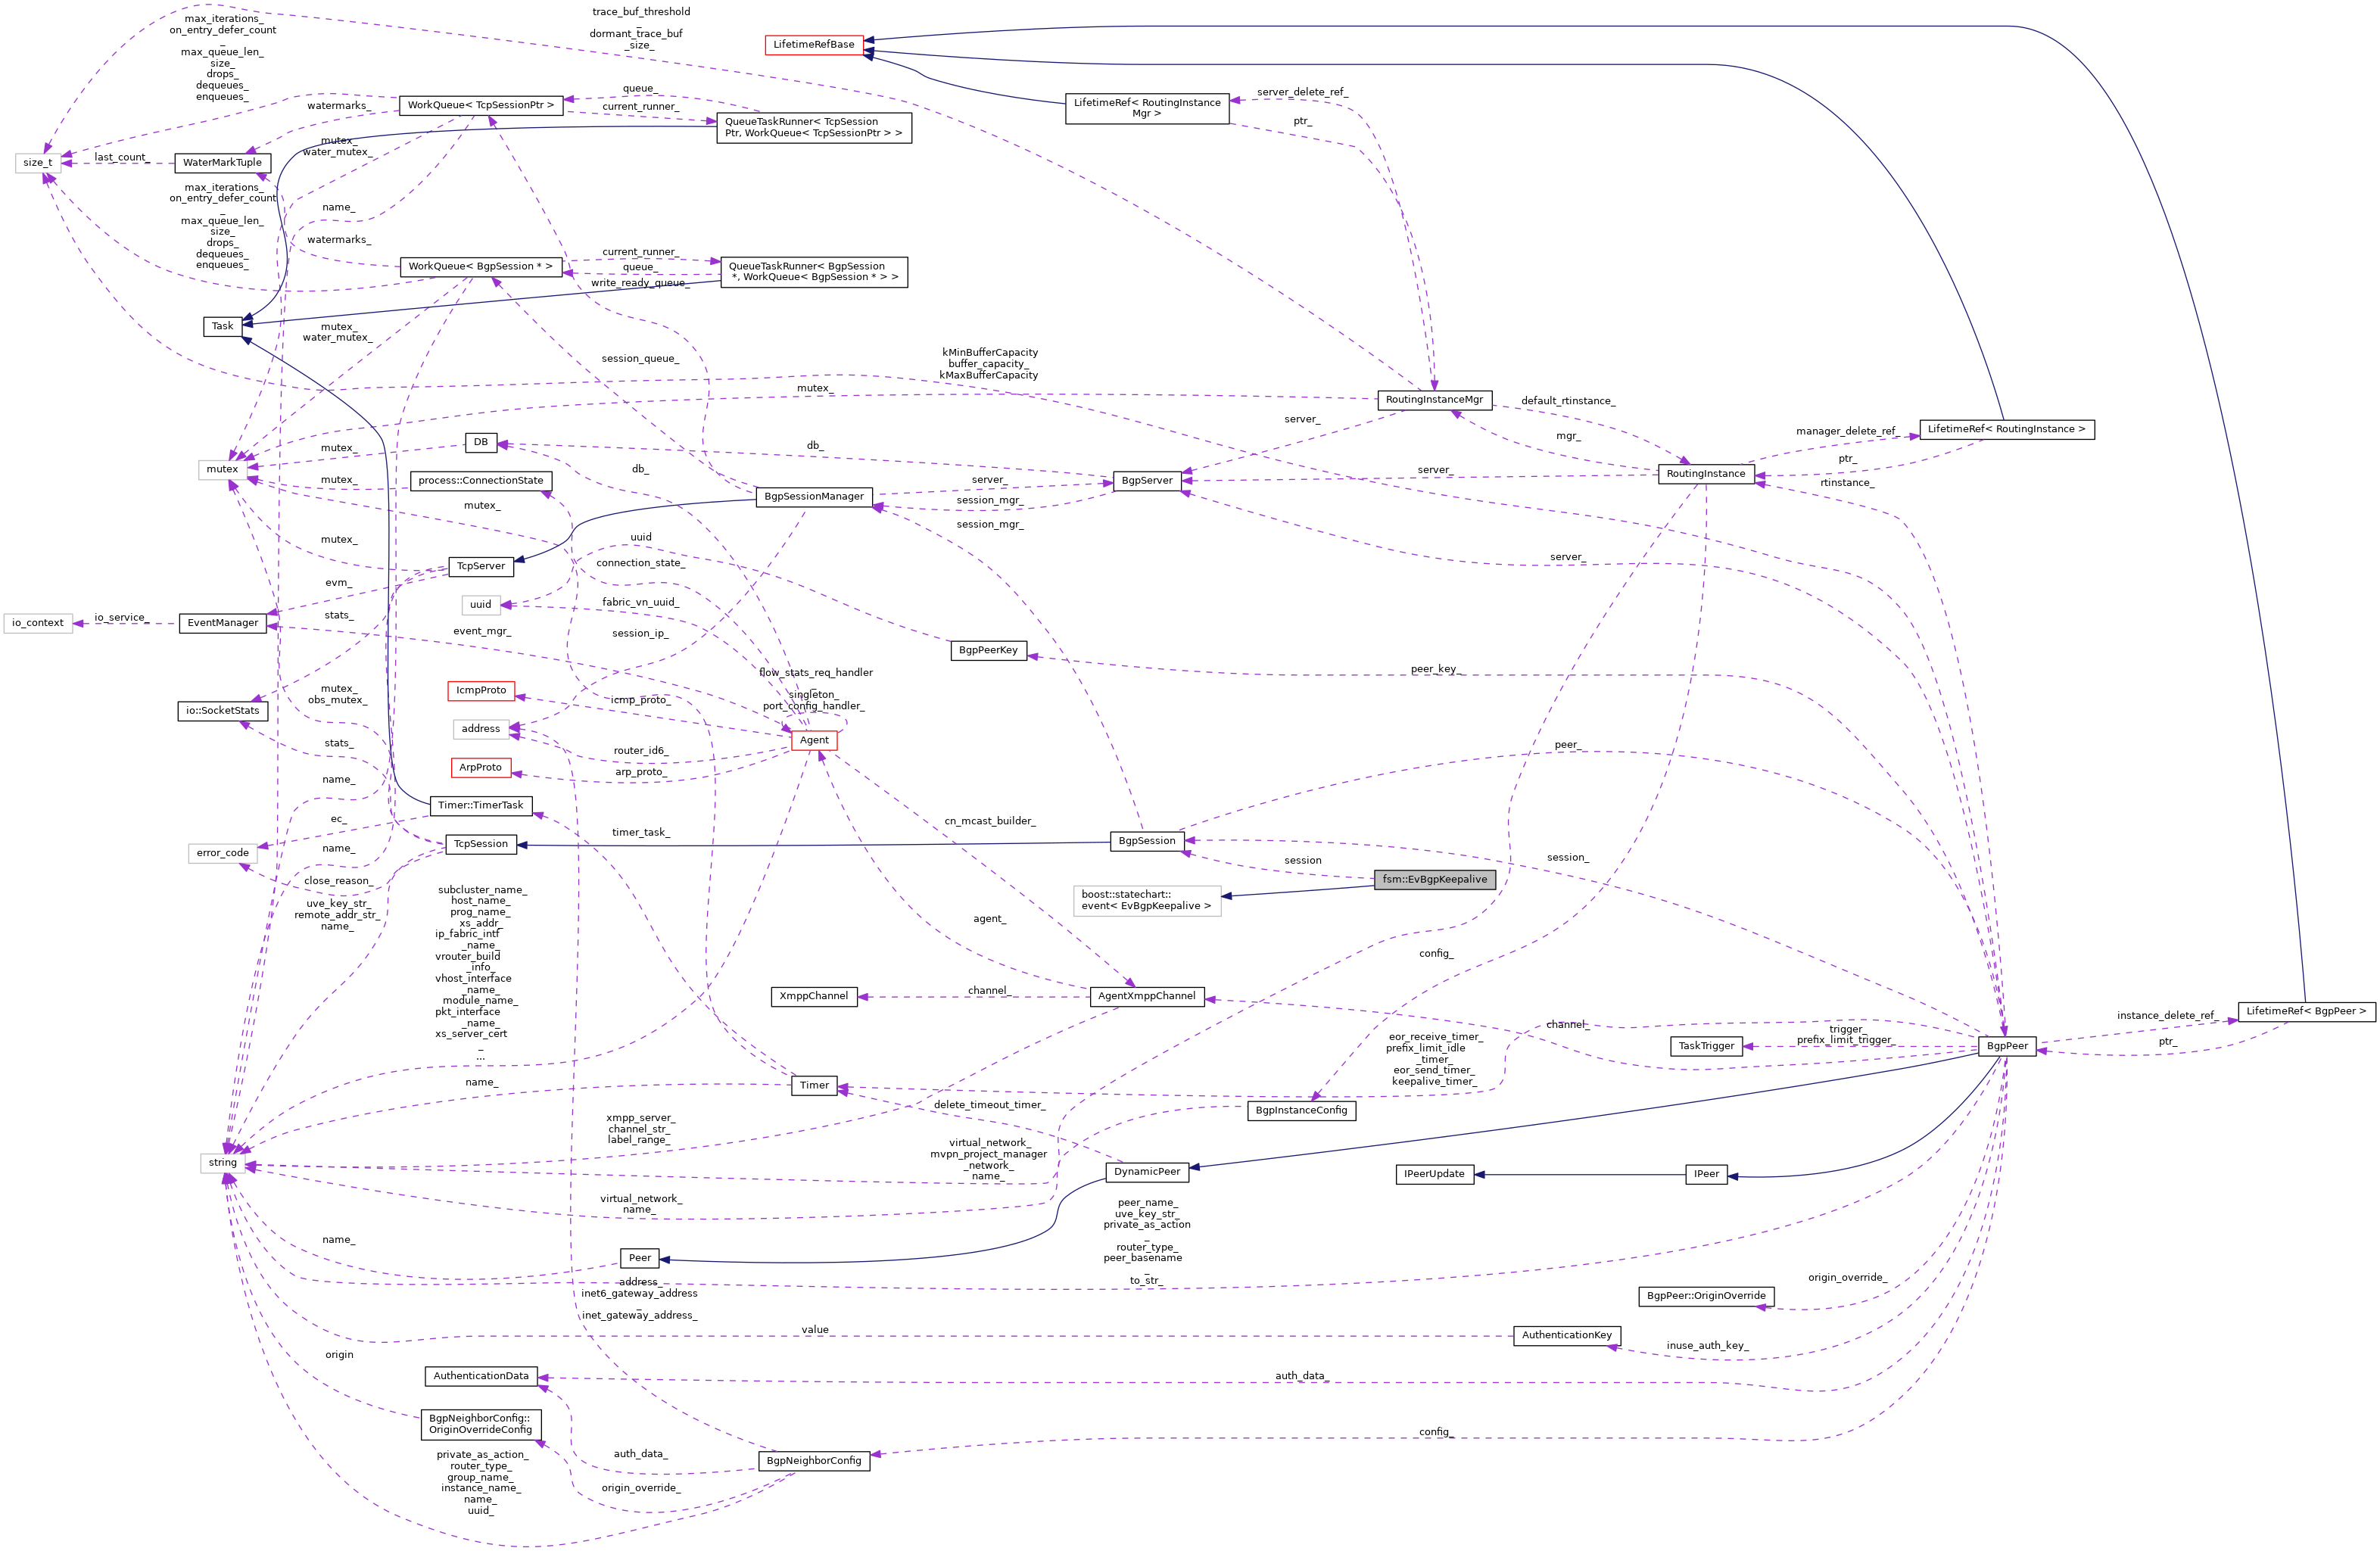 max_iterations_
on_entry_defer_count
_
max_queue_len_
size_
drops_
dequeues_
enqueues_
trace_buf_threshold
_
dormant_trace_buf
_size_
LifetimeRefBase
watermarks_
WorkQueue< TcpSessionPtr >
queue_
current_runner_
QueueTaskRunner< TcpSession
Ptr, WorkQueue< TcpSessionPtr > >
LifetimeRef< RoutingInstance
Mgr >
server_delete_ref_
ptr_
size_t
last_count_
WaterMarkTuple
mutex_
water_mutex_
max_iterations_
on_entry_defer_count
_
max_queue_len_
size_
drops_
dequeues_
enqueues_
name_
watermarks_
WorkQueue< BgpSession * >
current_runner_
queue_
write_ready_queue_
QueueTaskRunner< BgpSession
*, WorkQueue< BgpSession * > >
Task
mutex_
water_mutex_
session_queue_
kMinBufferCapacity
buffer_capacity_
kMaxBufferCapacity
mutex_
RoutingInstanceMgr
default_rtinstance_
server_
mgr_
manager_delete_ref_
LifetimeRef< RoutingInstance >
ptr_
mutex
mutex_
DB
db_
db_
mutex_
process::ConnectionState
mutex_
BgpSessionManager
server_
session_mgr_
session_mgr_
BgpServer
server_
RoutingInstance
rtinstance_
mutex_
TcpServer
uuid
connection_state_
server_
evm_
uuid
fabric_vn_uuid_
io_context
io_service_
EventManager
stats_
event_mgr_
session_ip_
BgpPeerKey
peer_key_
flow_stats_req_handler
_
singleton_
port_config_handler_
IcmpProto
icmp_proto_
mutex_
obs_mutex_
io::SocketStats
address
Agent
stats_
router_id6_
peer_
ArpProto
arp_proto_
name_
Timer::TimerTask
ec_
timer_task_
cn_mcast_builder_
TcpSession
BgpSession
error_code
name_
session
session_
fsm::EvBgpKeepalive
close_reason_
boost::statechart::
event< EvBgpKeepalive >
uve_key_str_
remote_addr_str_
name_
subcluster_name_
host_name_
prog_name_
xs_addr_
ip_fabric_intf
_name_
vrouter_build
_info_
vhost_interface
_name_
module_name_
pkt_interface
_name_
xs_server_cert
_
...
agent_
config_
XmppChannel
channel_
AgentXmppChannel
channel_
instance_delete_ref_
LifetimeRef< BgpPeer >
ptr_
trigger_
prefix_limit_trigger_
TaskTrigger
BgpPeer
eor_receive_timer_
prefix_limit_idle
_timer_
eor_send_timer_
keepalive_timer_
name_
Timer
delete_timeout_timer_
BgpInstanceConfig
xmpp_server_
channel_str_
label_range_
virtual_network_
mvpn_project_manager
_network_
name_
string
DynamicPeer
IPeerUpdate
IPeer
virtual_network_
name_
peer_name_
uve_key_str_
private_as_action
_
router_type_
peer_basename
_
to_str_
name_
Peer
address_
inet6_gateway_address
_
inet_gateway_address_
origin_override_
BgpPeer::OriginOverride
value
AuthenticationKey
inuse_auth_key_
origin
AuthenticationData
auth_data_
BgpNeighborConfig::
OriginOverrideConfig
config_
auth_data_
BgpNeighborConfig
private_as_action_
router_type_
group_name_
instance_name_
name_
uuid_
origin_override_